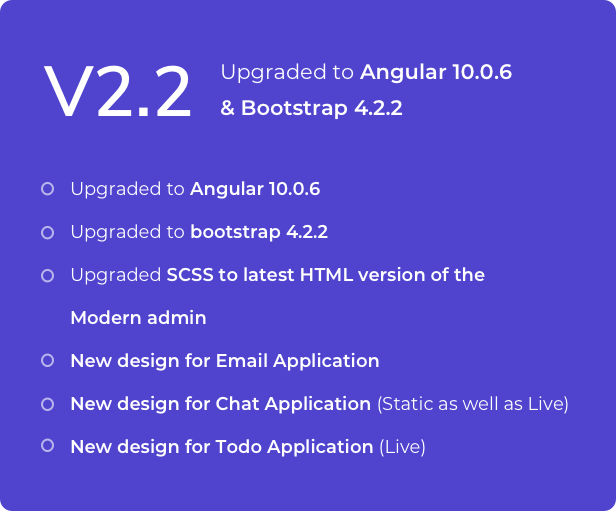 V2.2
Upgraded to Angular 10.0.6
& Bootstrap 4.2.2
Upgraded to Angular 10.0.6
Upgraded to bootstrap 4.2.2
Upgraded SCSS to latest HTML version of the
Modern admin
New design for Email Application
New design for Chat Application (Static as well as Live)
New design for Todo Application (Live)